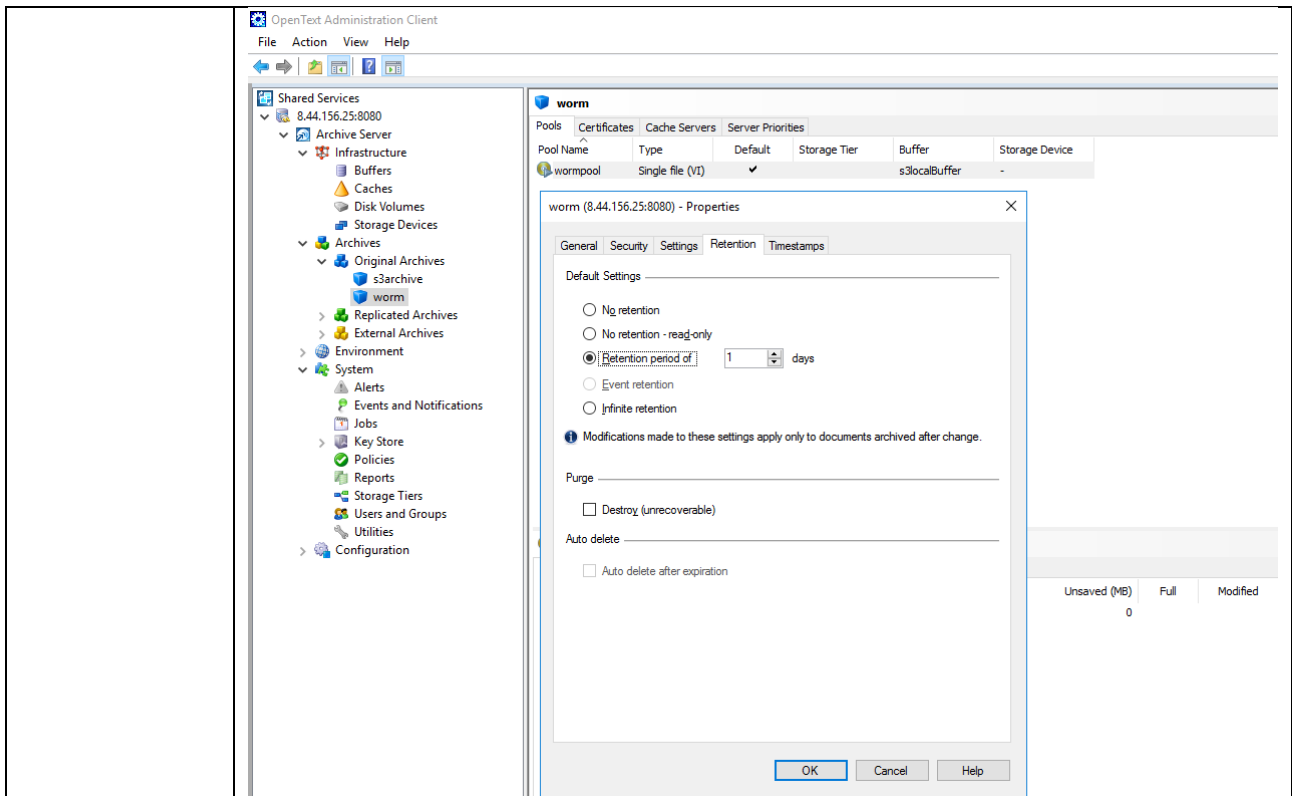 OpenText Administration Client
File Action View Help
Shared Services
8.44.156.25:8080
Archive Server
Infrastructure
Buffers
Caches
Disk Volumes
Storage Devices
Archives
Original Archives
s3archive
worm
Replicated Archives
External Archives
Environment
System
Alerts
Events and Notifications
Jobs
Key Store
Policies
Reports
Storage Tiers
Users and Groups
Utilities
Configuration
worm
Pools Certificates Cache Servers Server Priorities
Pool Name Type Default Storage Tier Buffer Storage Device
wormpool Single file (VI) ✔ s3localBuffer -
worm (8.44.156.25:8080) - Properties
General Security Settings Retention Timestamps
Default Settings
No retention
No retention - read-only
Retention period of 1 days
Event retention
Infinite retention
Modifications made to these settings apply only to documents archived after change.
Purge
Destroy (unrecoverable)
Auto delete
Auto delete after expiration
OK Cancel Help
Unsaved (MB) Full Modified
0